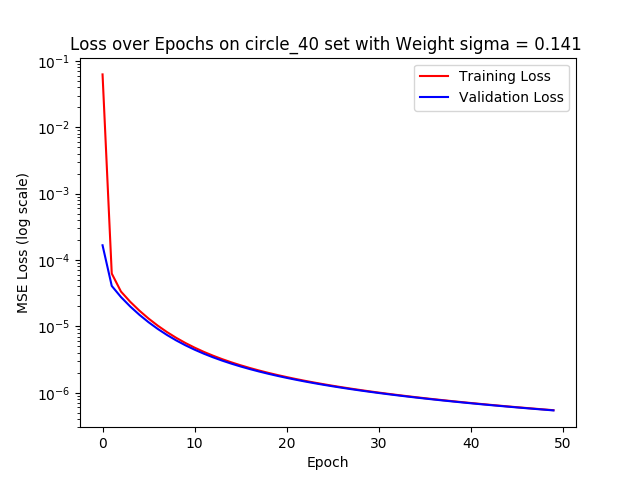 Loss over Epochs on circle_40 set with Weight sigma = 0.141
Training Loss
Validation Loss
MSE Loss (log scale)
10⁻¹
10⁻²
10⁻³
10⁻⁴
10⁻⁵
10⁻⁶
0 10 20 30 40 50
Epoch